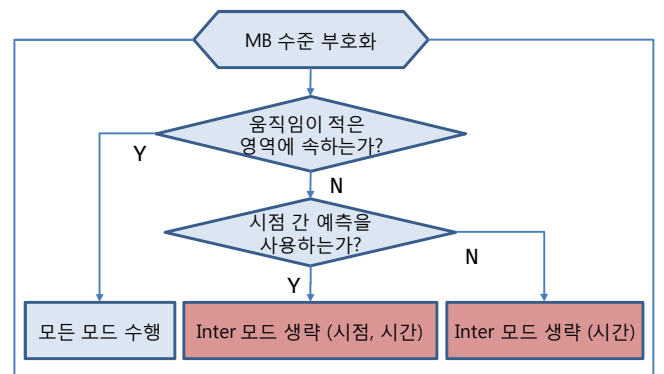 MB 수준 부호화
움직임이 적은
영역에 속하는가?
Y
N
시점 간 예측을
사용하는가?
Y
N
모든 모드 수행
Inter 모드 생략 (시점, 시간)
Inter 모드 생략 (시간)